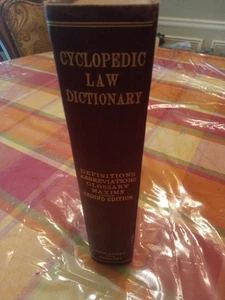 CYCLOPEDIC
LAW
DICTIONARY
DEFINITIONS
ABBREVIATIONS
GLOSSARY
MAXIMS
SECOND EDITION